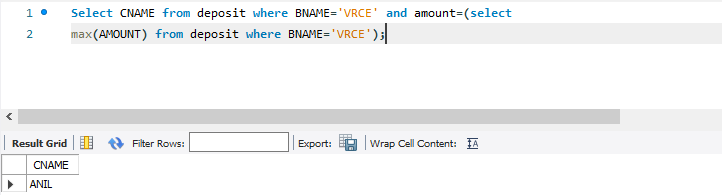 1 Select CNAME from deposit where BNAME='VRCE' and amount=(select
2 max(AMOUNT) from deposit where BNAME='VRCE');
Result Grid Filter Rows: Export: Wrap Cell Content: IA
CNAME
ANIL